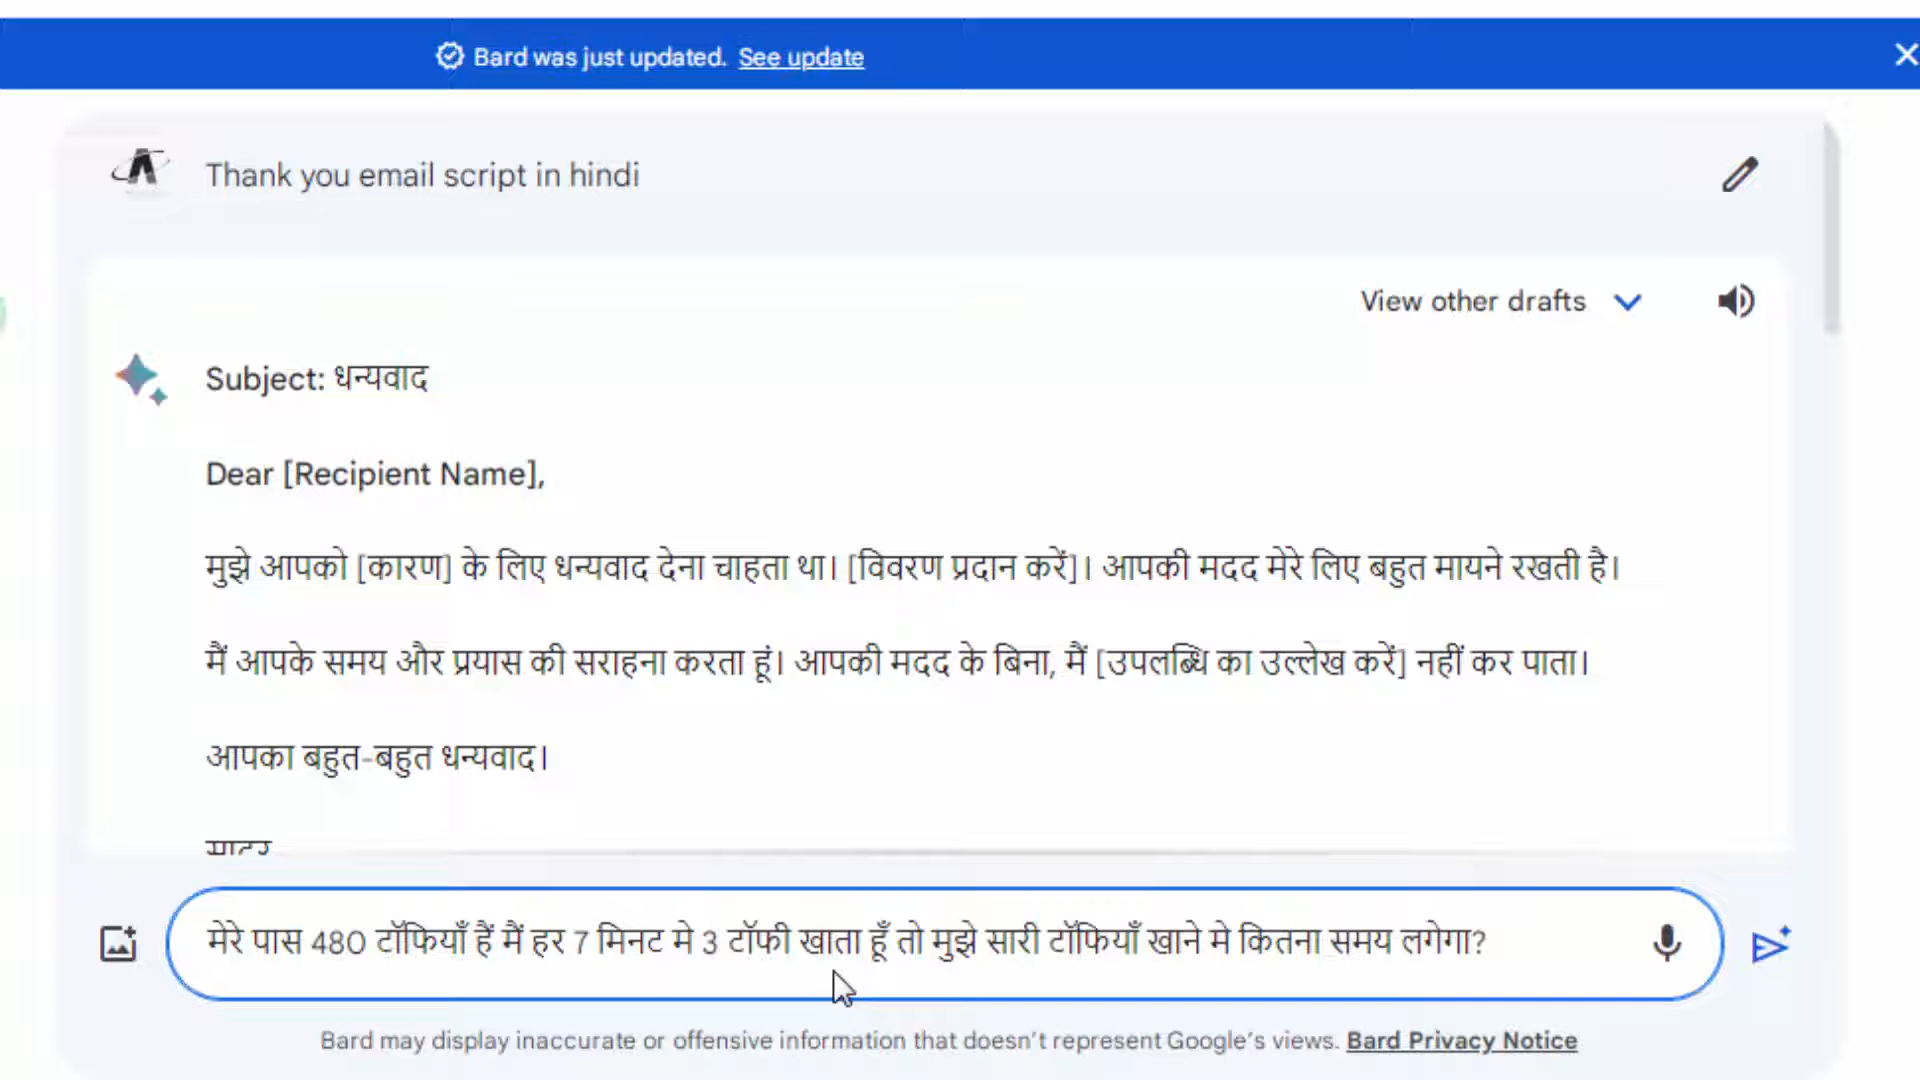 Bard was just updated. See update
Thank you email script in hindi
View other drafts
Subject: धन्यवाद
Dear [Recipient Name],
मुझे आपको [कारण] के लिए धन्यवाद देना चाहता था। [विवरण प्रदान करें]। आपकी मदद मेरे लिए बहुत मायने रखती है।
मैं आपके समय और प्रयास की सराहना करता हूं। आपकी मदद के बिना, मैं [उपलब्धि का उल्लेख करें] नहीं कर पाता।
आपका बहुत-बहुत धन्यवाद।
मेरे पास 480 टॉफियाँ हैं मैं हर 7 मिनट मे 3 टॉफी खाता हूँ तो मुझे सारी टॉफियाँ खाने मे कितना समय लगेगा?
Bard may display inaccurate or offensive information that doesn't represent Google's views. Bard Privacy Notice